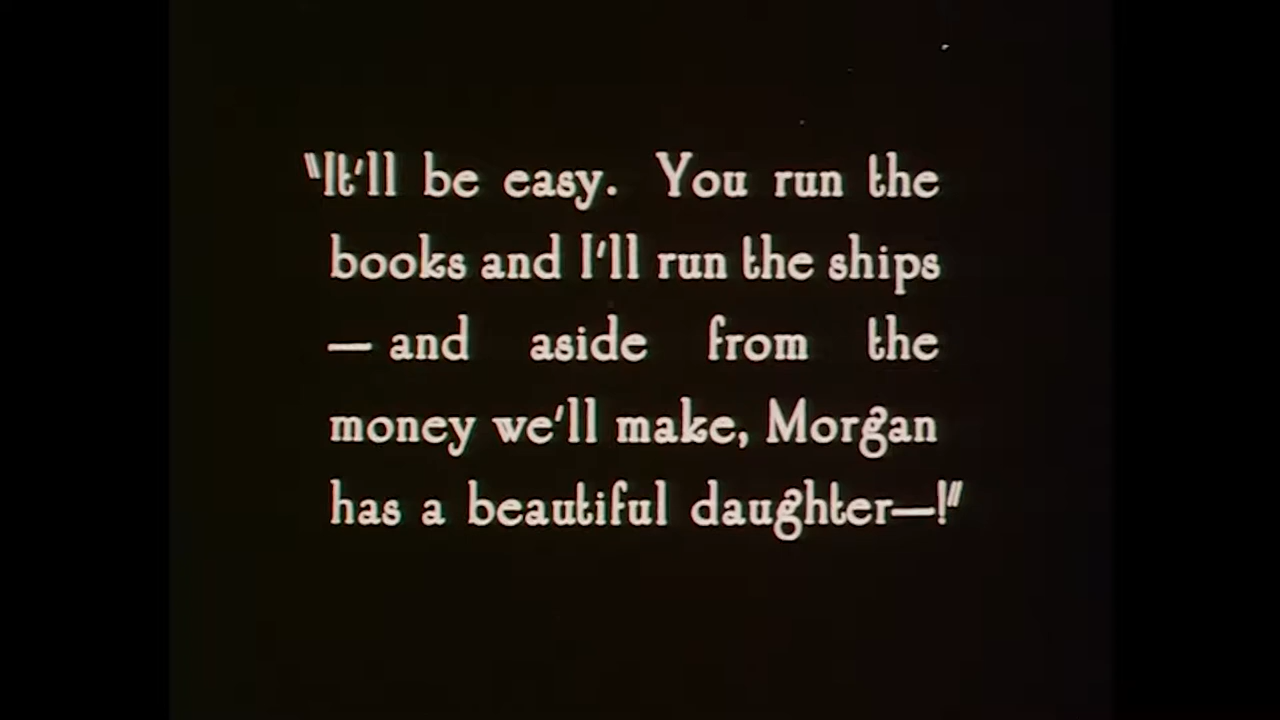 "It'll be easy. You run the
books and I'll run the ships
— and aside from the
money we'll make, Morgan
has a beautiful daughter—!"